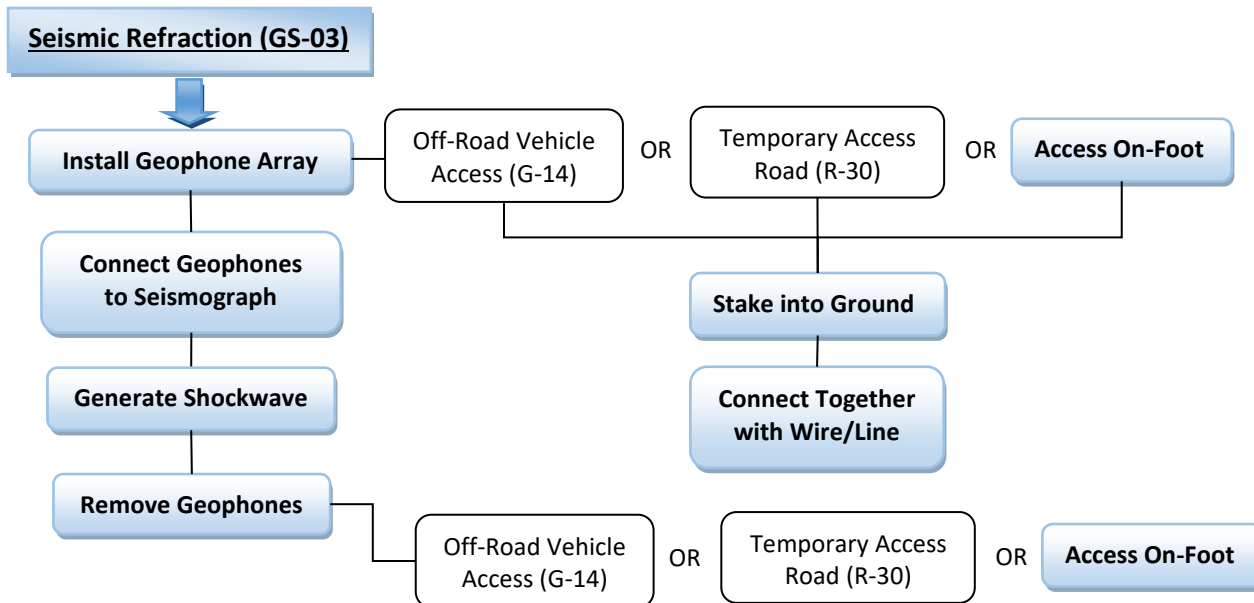 Seismic Refraction (GS-03)
Install Geophone Array
Off-Road Vehicle
Access (G-14)
OR
Temporary Access
Road (R-30)
OR
Access On-Foot
Connect Geophones
to Seismograph
Stake into Ground
Generate Shockwave
Connect Together
with Wire/Line
Remove Geophones
Off-Road Vehicle
Access (G-14)
OR
Temporary Access
Road (R-30)
OR
Access On-Foot